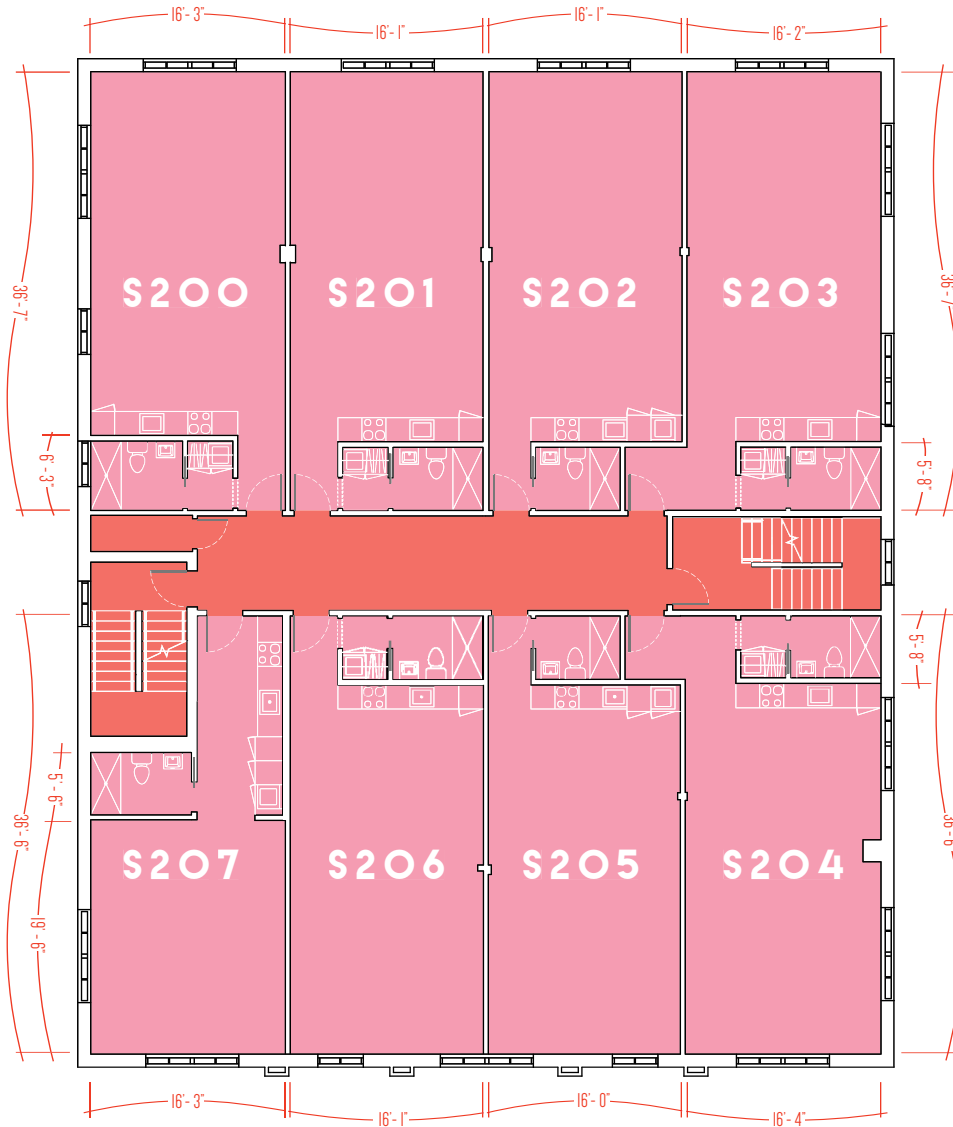 16'- 3"
16'- 1"
16'- 1"
16'- 2"
36'- 7"
36'- 7"
S200
S201
S202
S203
6'- 3"
5'- 8"
5'- 8"
5'- 6"
36'- 6"
36'- 6"
S207
S206
S205
S204
19'- 6"
16'- 3"
16'- 1"
16'- 0"
16'- 4"